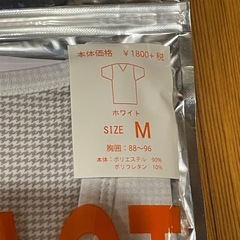 本体価格 ￥1800+税
ホワイト
SIZE M
胸囲：88～96
本体：ポリエステル 90%
ポリウレタン 10%